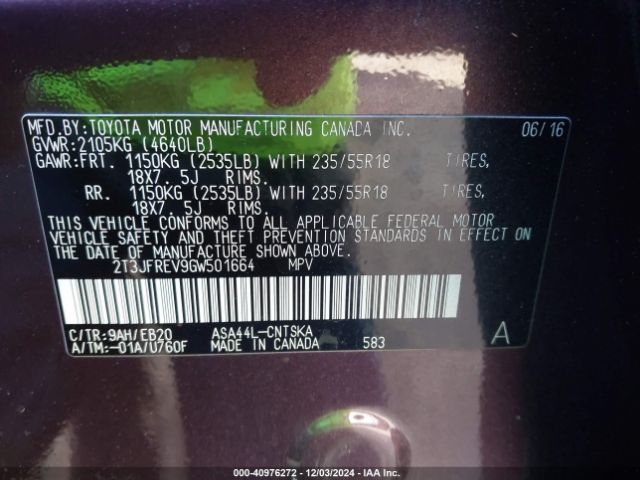 MFD.BY:TOYOTA MOTOR MANUFACTURING CANADA INC. 06/16
GVWR:2105KG (4640LB)
GAWR:FRT. 1150KG (2535LB) WITH 235/55R18 TIRES,
18X7.5J RIMS.
RR. 1150KG (2535LB) WITH 235/55R18 TIRES,
18X7.5J RIMS.
THIS VEHICLE CONFORMS TO ALL APPLICABLE FEDERAL MOTOR
VEHICLE SAFETY AND THEFT PREVENTION STANDARDS IN EFFECT ON
THE DATE OF MANUFACTURE SHOWN ABOVE.
2T3JFREV9GW501664 MPV
C/TR:9AH/EB20 ASA44L-CNTSKA
A/TM:-01A/U760F MADE IN CANADA 583 A
000-40976272 - 12/03/2024 - IAA Inc.